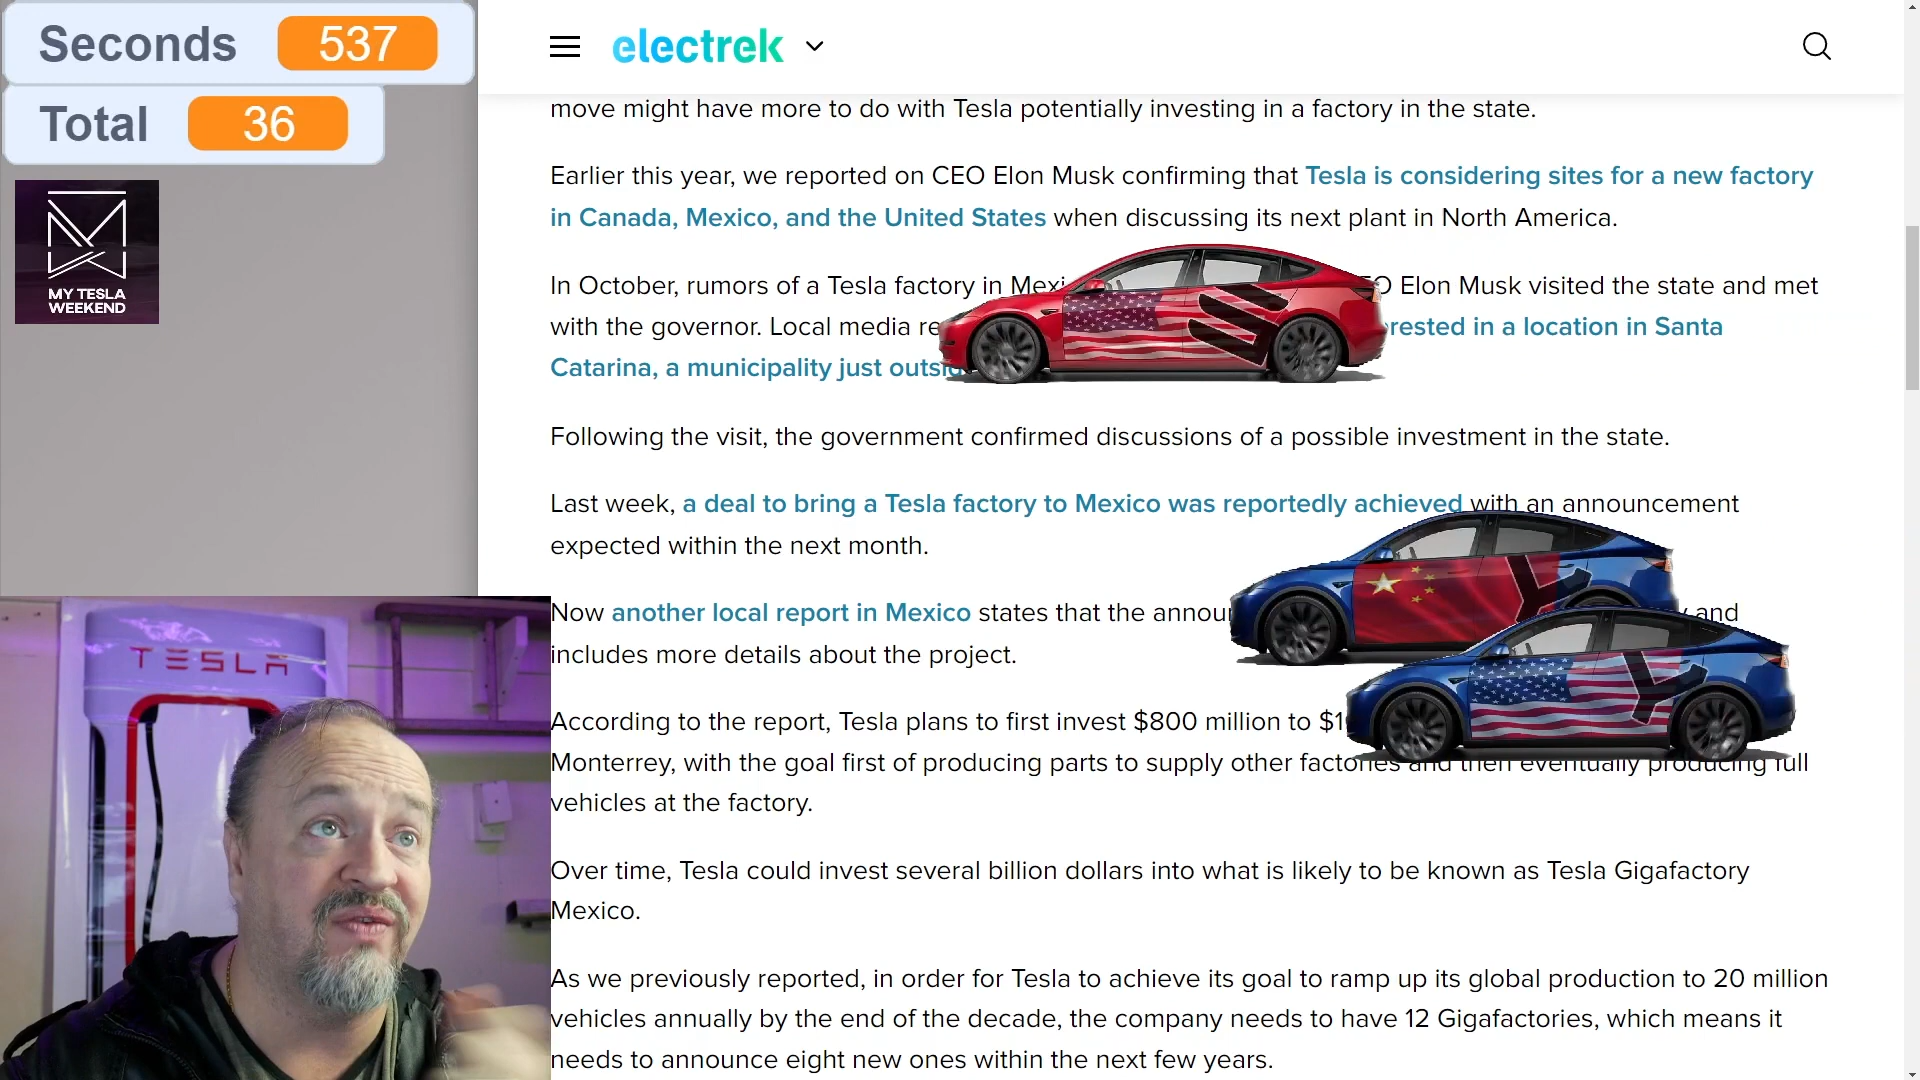 Seconds 537
Total 36
MY TESLA
WEEKEND
TESLA
electrek
move might have more to do with Tesla potentially investing in a factory in the state.
Earlier this year, we reported on CEO Elon Musk confirming that Tesla is considering sites for a new factory
in Canada, Mexico, and the United States when discussing its next plant in North America.
In October, rumors of a Tesla factory in Elon Musk visited the state and met
with the governor. Local media in a location in Santa
Catarina, a municipality just
Following the visit, the government confirmed discussions of a possible investment in the state.
Last week, a deal to bring a Tesla factory to Mexico was reportedly achieved with an announcement
expected within the next month.
Now another local report in Mexico states that the and
includes more details about the project.
According to the report, Tesla plans to first invest $800 million to
Monterrey, with the goal first of producing parts to supply other factories and then eventually producing full
vehicles at the factory.
Over time, Tesla could invest several billion dollars into what is likely to be known as Tesla Gigafactory
Mexico.
As we previously reported, in order for Tesla to achieve its goal to ramp up its global production to 20 million
vehicles annually by the end of the decade, the company needs to have 12 Gigafactories, which means it
needs to announce eight new ones within the next few years.